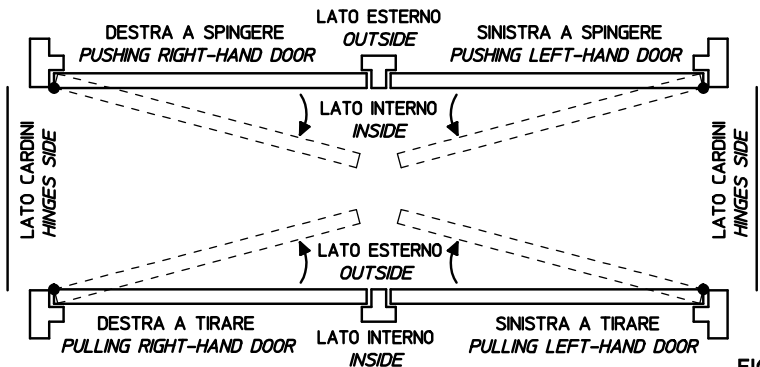 DESTRA A SPINGERE
PUSHING RIGHT-HAND DOOR
LATO ESTERNO
OUTSIDE
SINISTRA A SPINGERE
PUSHING LEFT-HAND DOOR
LATO INTERNO
INSIDE
LATO CARDINI
HINGES SIDE
LATO CARDINI
HINGES SIDE
LATO ESTERNO
OUTSIDE
DESTRA A TIRARE
PULLING RIGHT-HAND DOOR
LATO INTERNO
INSIDE
SINISTRA A TIRARE
PULLING LEFT-HAND DOOR